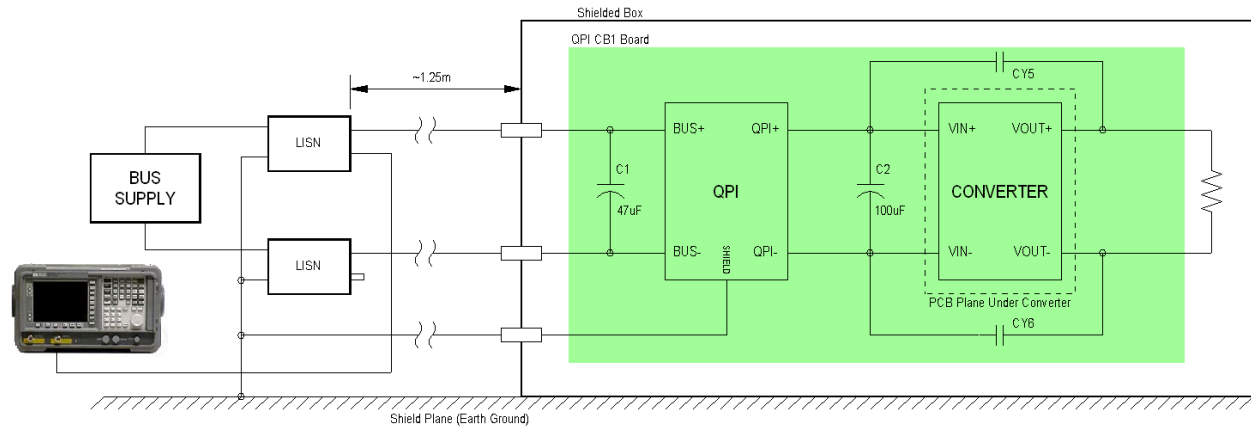 Shielded Box
QPI CB1 Board
~1.25m
CY5
BUS+
QPI+
VIN+
VOUT+
LISN
C1
C2
BUS
SUPPLY
QPI
CONVERTER
47uF
100uF
BUS-
SHIELD
QPI-
VIN-
VOUT-
LISN
PCB Plane Under Converter
CY6
Shield Plane (Earth Ground)